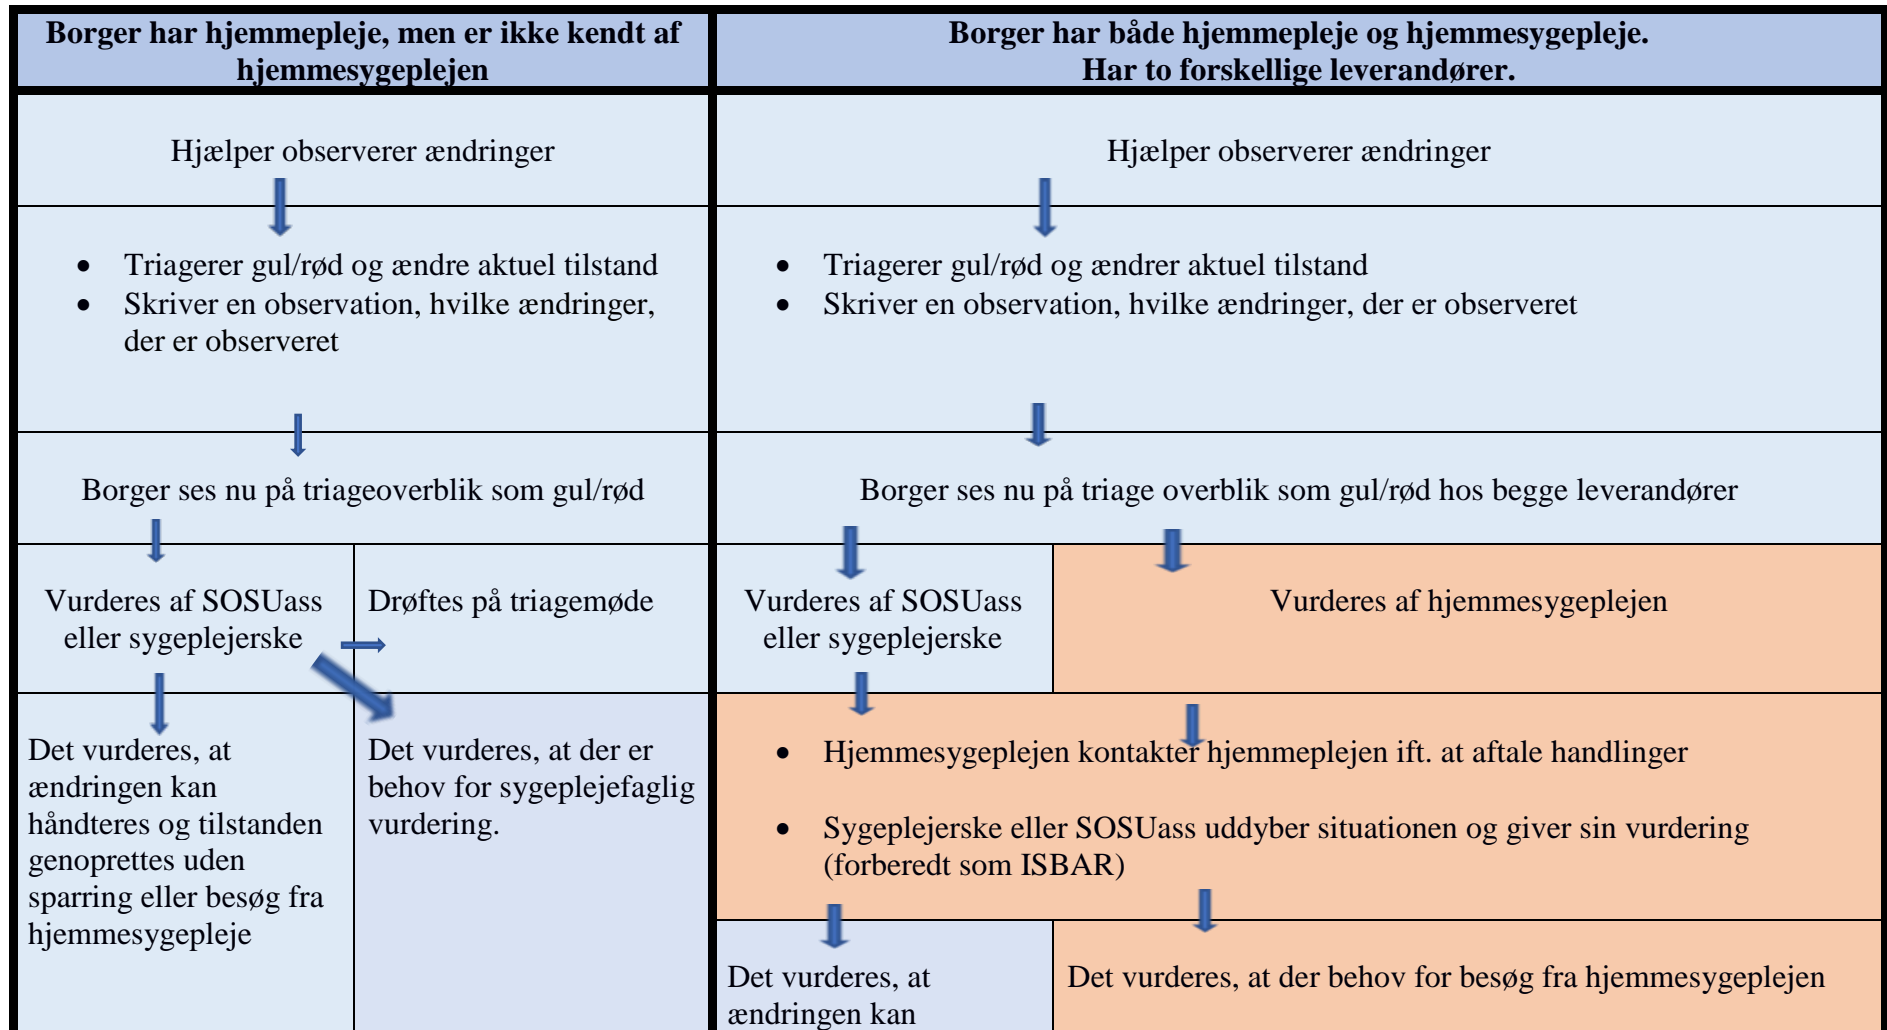 Borger har hjemmepleje, men er ikke kendt af
hjemmesygeplejen
Borger har både hjemmepleje og hjemmesygepleje.
Har to forskellige leverandører.
Hjælper observerer ændringer
Hjælper observerer ændringer
• Triagerer gul/rød og ændre aktuel tilstand
• Skriver en observation, hvilke ændringer,
der er observeret
• Triagerer gul/rød og ændrer aktuel tilstand
• Skriver en observation, hvilke ændringer, der er observeret
Borger ses nu på triageoverblik som gul/rød
Borger ses nu på triage overblik som gul/rød hos begge leverandører
Vurderes af SOSUass
eller sygeplejerske
Drøftes på triagemøde
Vurderes af SOSUass
eller sygeplejerske
Vurderes af hjemmesygeplejen
Det vurderes, at
ændringen kan
håndteres og tilstanden
genoprettes uden
sparring eller besøg fra
hjemmesygepleje
Det vurderes, at der er
behov for sygeplejefaglig
vurdering.
• Hjemmesygeplejen kontakter hjemmeplejen ift. at aftale handlinger
• Sygeplejerske eller SOSUass uddyber situationen og giver sin vurdering
(forberedt som ISBAR)
Det vurderes, at
ændringen kan
Det vurderes, at der behov for besøg fra hjemmesygeplejen